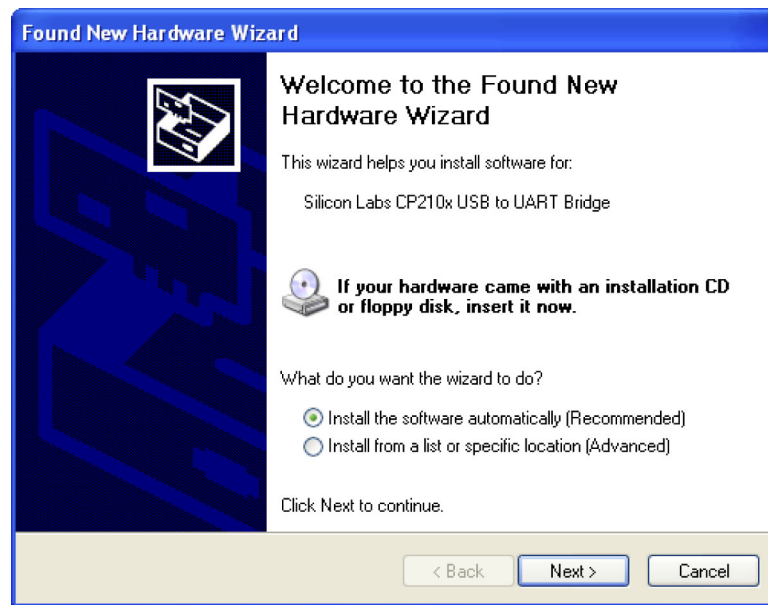 Found New Hardware Wizard
Welcome to the Found New
Hardware Wizard
This wizard helps you install software for:
Silicon Labs CP210x USB to UART Bridge
If your hardware came with an installation CD
or floppy disk, insert it now.
What do you want the wizard to do?
Install the software automatically (Recommended)
Install from a list or specific location (Advanced)
Click Next to continue.
< Back Next > Cancel